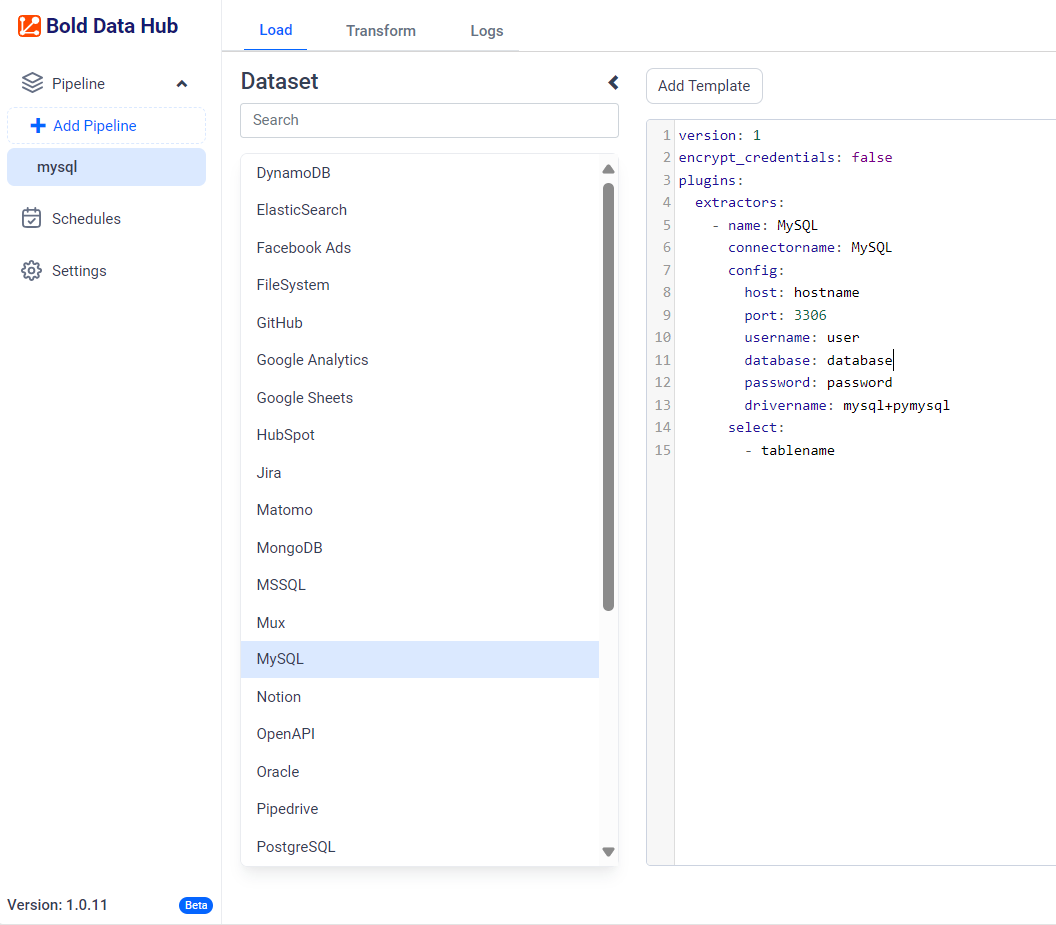 Bold Data Hub
Pipeline
Add Pipeline
mysql
Schedules
Settings
Version: 1.0.11
Beta
Load
Transform
Logs
Dataset
Search
DynamoDB
ElasticSearch
Facebook Ads
FileSystem
GitHub
Google Analytics
Google Sheets
HubSpot
Jira
Matomo
MongoDB
MSSQL
Mux
MySQL
Notion
OpenAPI
Oracle
Pipedrive
PostgreSQL
Add Template
1 version: 1
2 encrypt_credentials: false
3 plugins:
4   extractors:
5     - name: MySQL
6       connectorname: MySQL
7       config:
8         host: hostname
9         port: 3306
10         username: user
11         database: database
12         password: password
13         drivername: mysql+pymysql
14       select:
15         - tablename